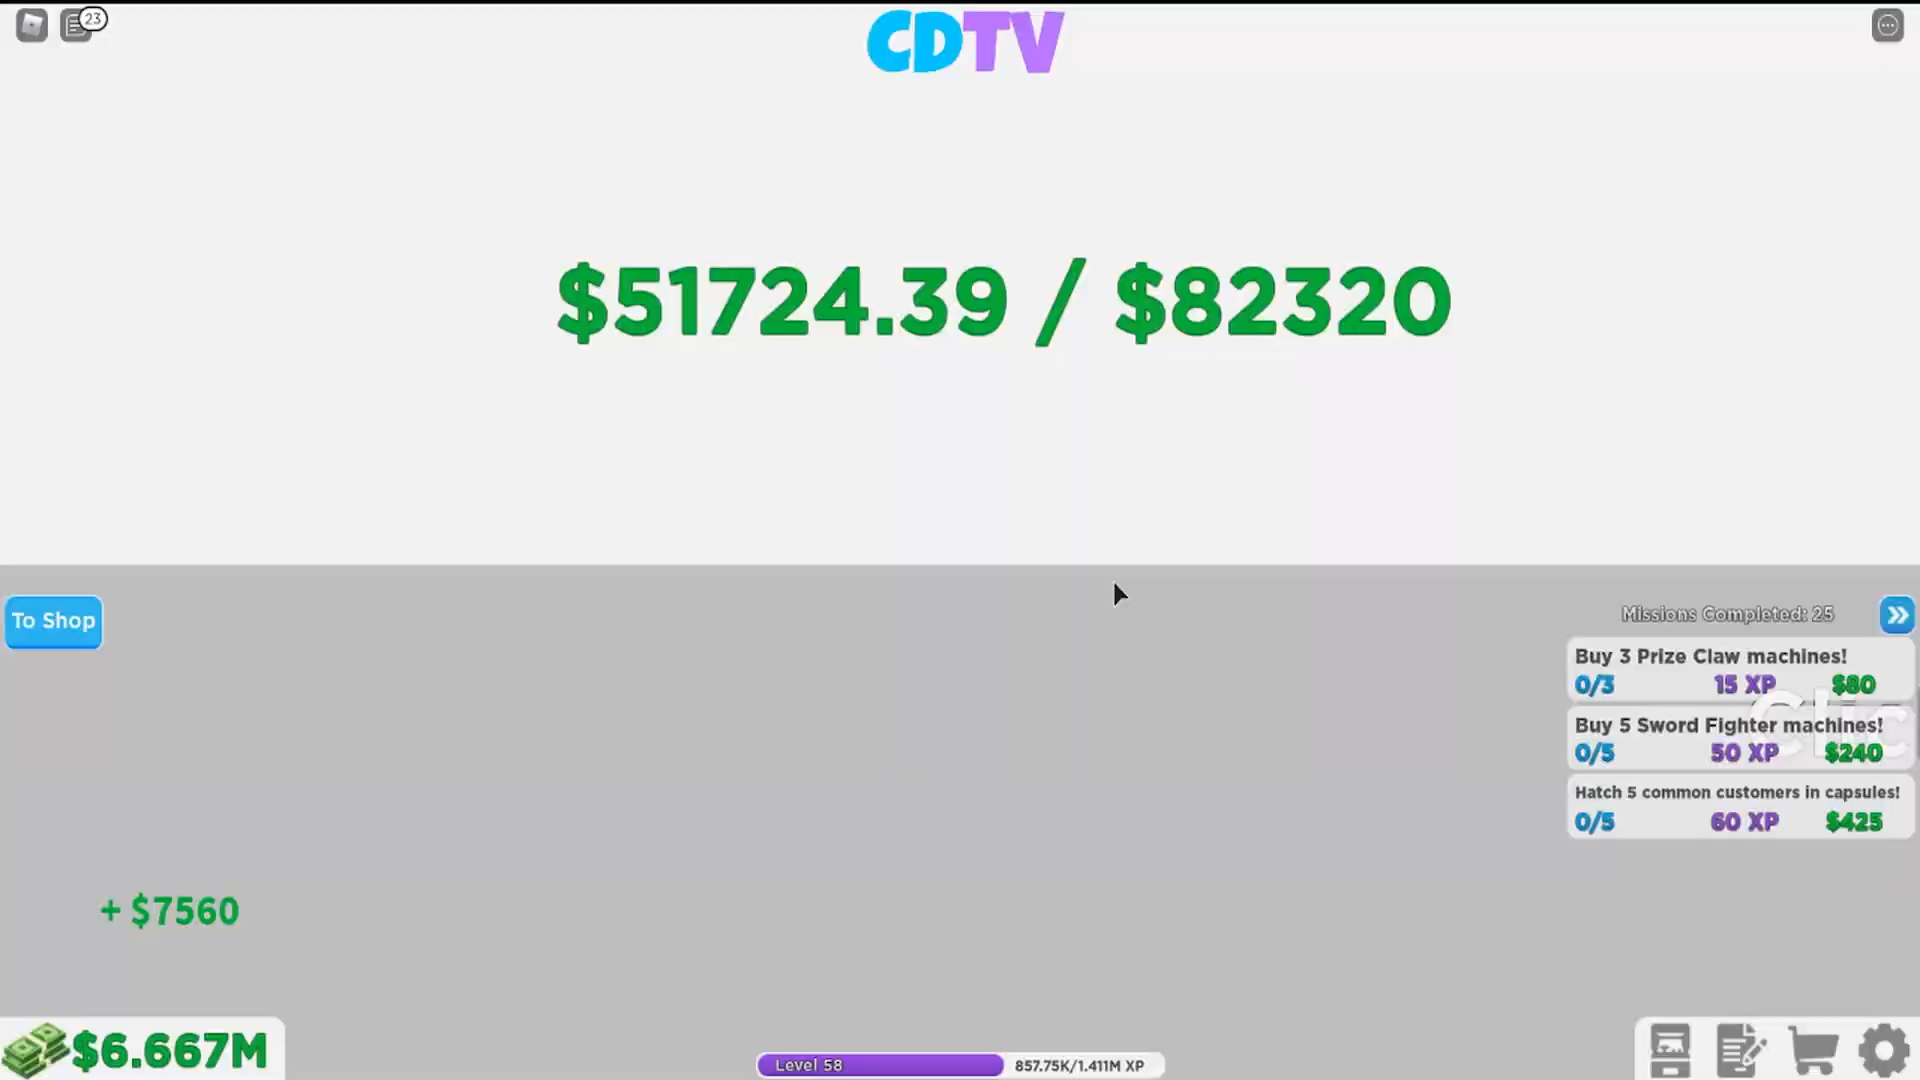 23
CDTV
$51724.39 / $82320
To Shop
Missions Completed: 25
Buy 3 Prize Claw machines!
0/3 15 XP $80
Clic
Buy 5 Sword Fighter machines!
0/5 50 XP $240
Hatch 5 common customers in capsules!
0/5 60 XP $425
+ $7560
$6.667M
Level 58 857.75K/1.411M XP